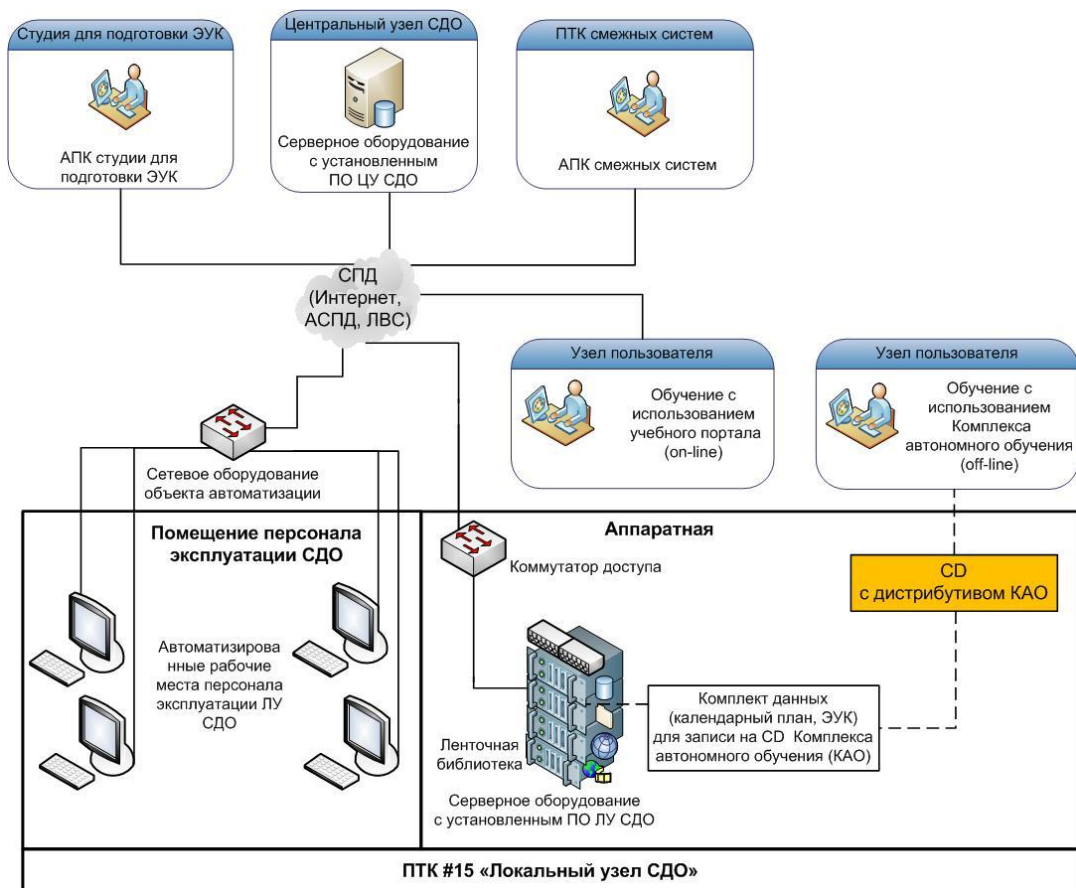 Студия для подготовки ЭУК
АПК студии для
подготовки ЭУК
Центральный узел СДО
Серверное оборудование
с установленным
ПО ЦУ СДО
ПТК смежных систем
АПК смежных систем
СПД
(Интернет,
АСПД, ЛВС)
Узел пользователя
Обучение с
использованием
учебного портала
(on-line)
Узел пользователя
Обучение с
использованием
Комплекса
автономного обучения
(off-line)
Сетевое оборудование
объекта автоматизации
Помещение персонала
эксплуатации СДО
Автоматизирова
нные рабочие
места персонала
эксплуатации ЛУ
СДО
Аппаратная
Коммутатор доступа
CD
с дистрибутивом КАО
Комплект данных
(календарный план, ЭУК)
для записи на CD Комплекса
автономного обучения (КАО)
Ленточная
библиотека
Серверное оборудование
с установленным ПО ЛУ СДО
ПТК #15 «Локальный узел СДО»